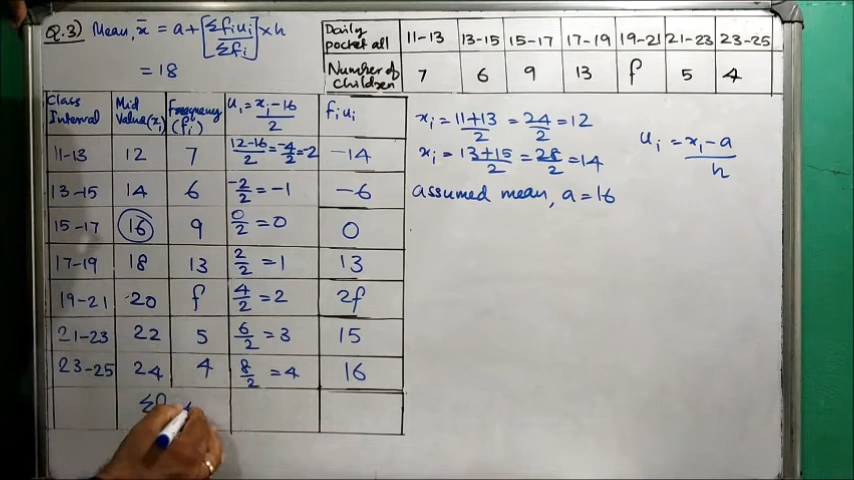 Q.3) Mean, x̄ = a + [Σfiui / Σfi] × h
= 18
Daily pocket all 11-13 13-15 15-17 17-19 19-21 21-23 23-25
Number of children 7 6 9 13 f 5 4
Class Interval Mid Value(xi) Frequency (fi) ui = xi-16 / 2 fiui
11-13 12 7 12-16/2 = -4/2 = -2 -14
13-15 14 6 -2/2 = -1 -6
15-17 16 9 0/2 = 0 0
17-19 18 13 2/2 = 1 13
19-21 20 f 4/2 = 2 2f
21-23 22 5 6/2 = 3 15
23-25 24 4 8/2 = 4 16
xi = 11+13/2 = 24/2 = 12
xi = 13+15/2 = 28/2 = 14
assumed mean, a = 16
ui = xi - a / h